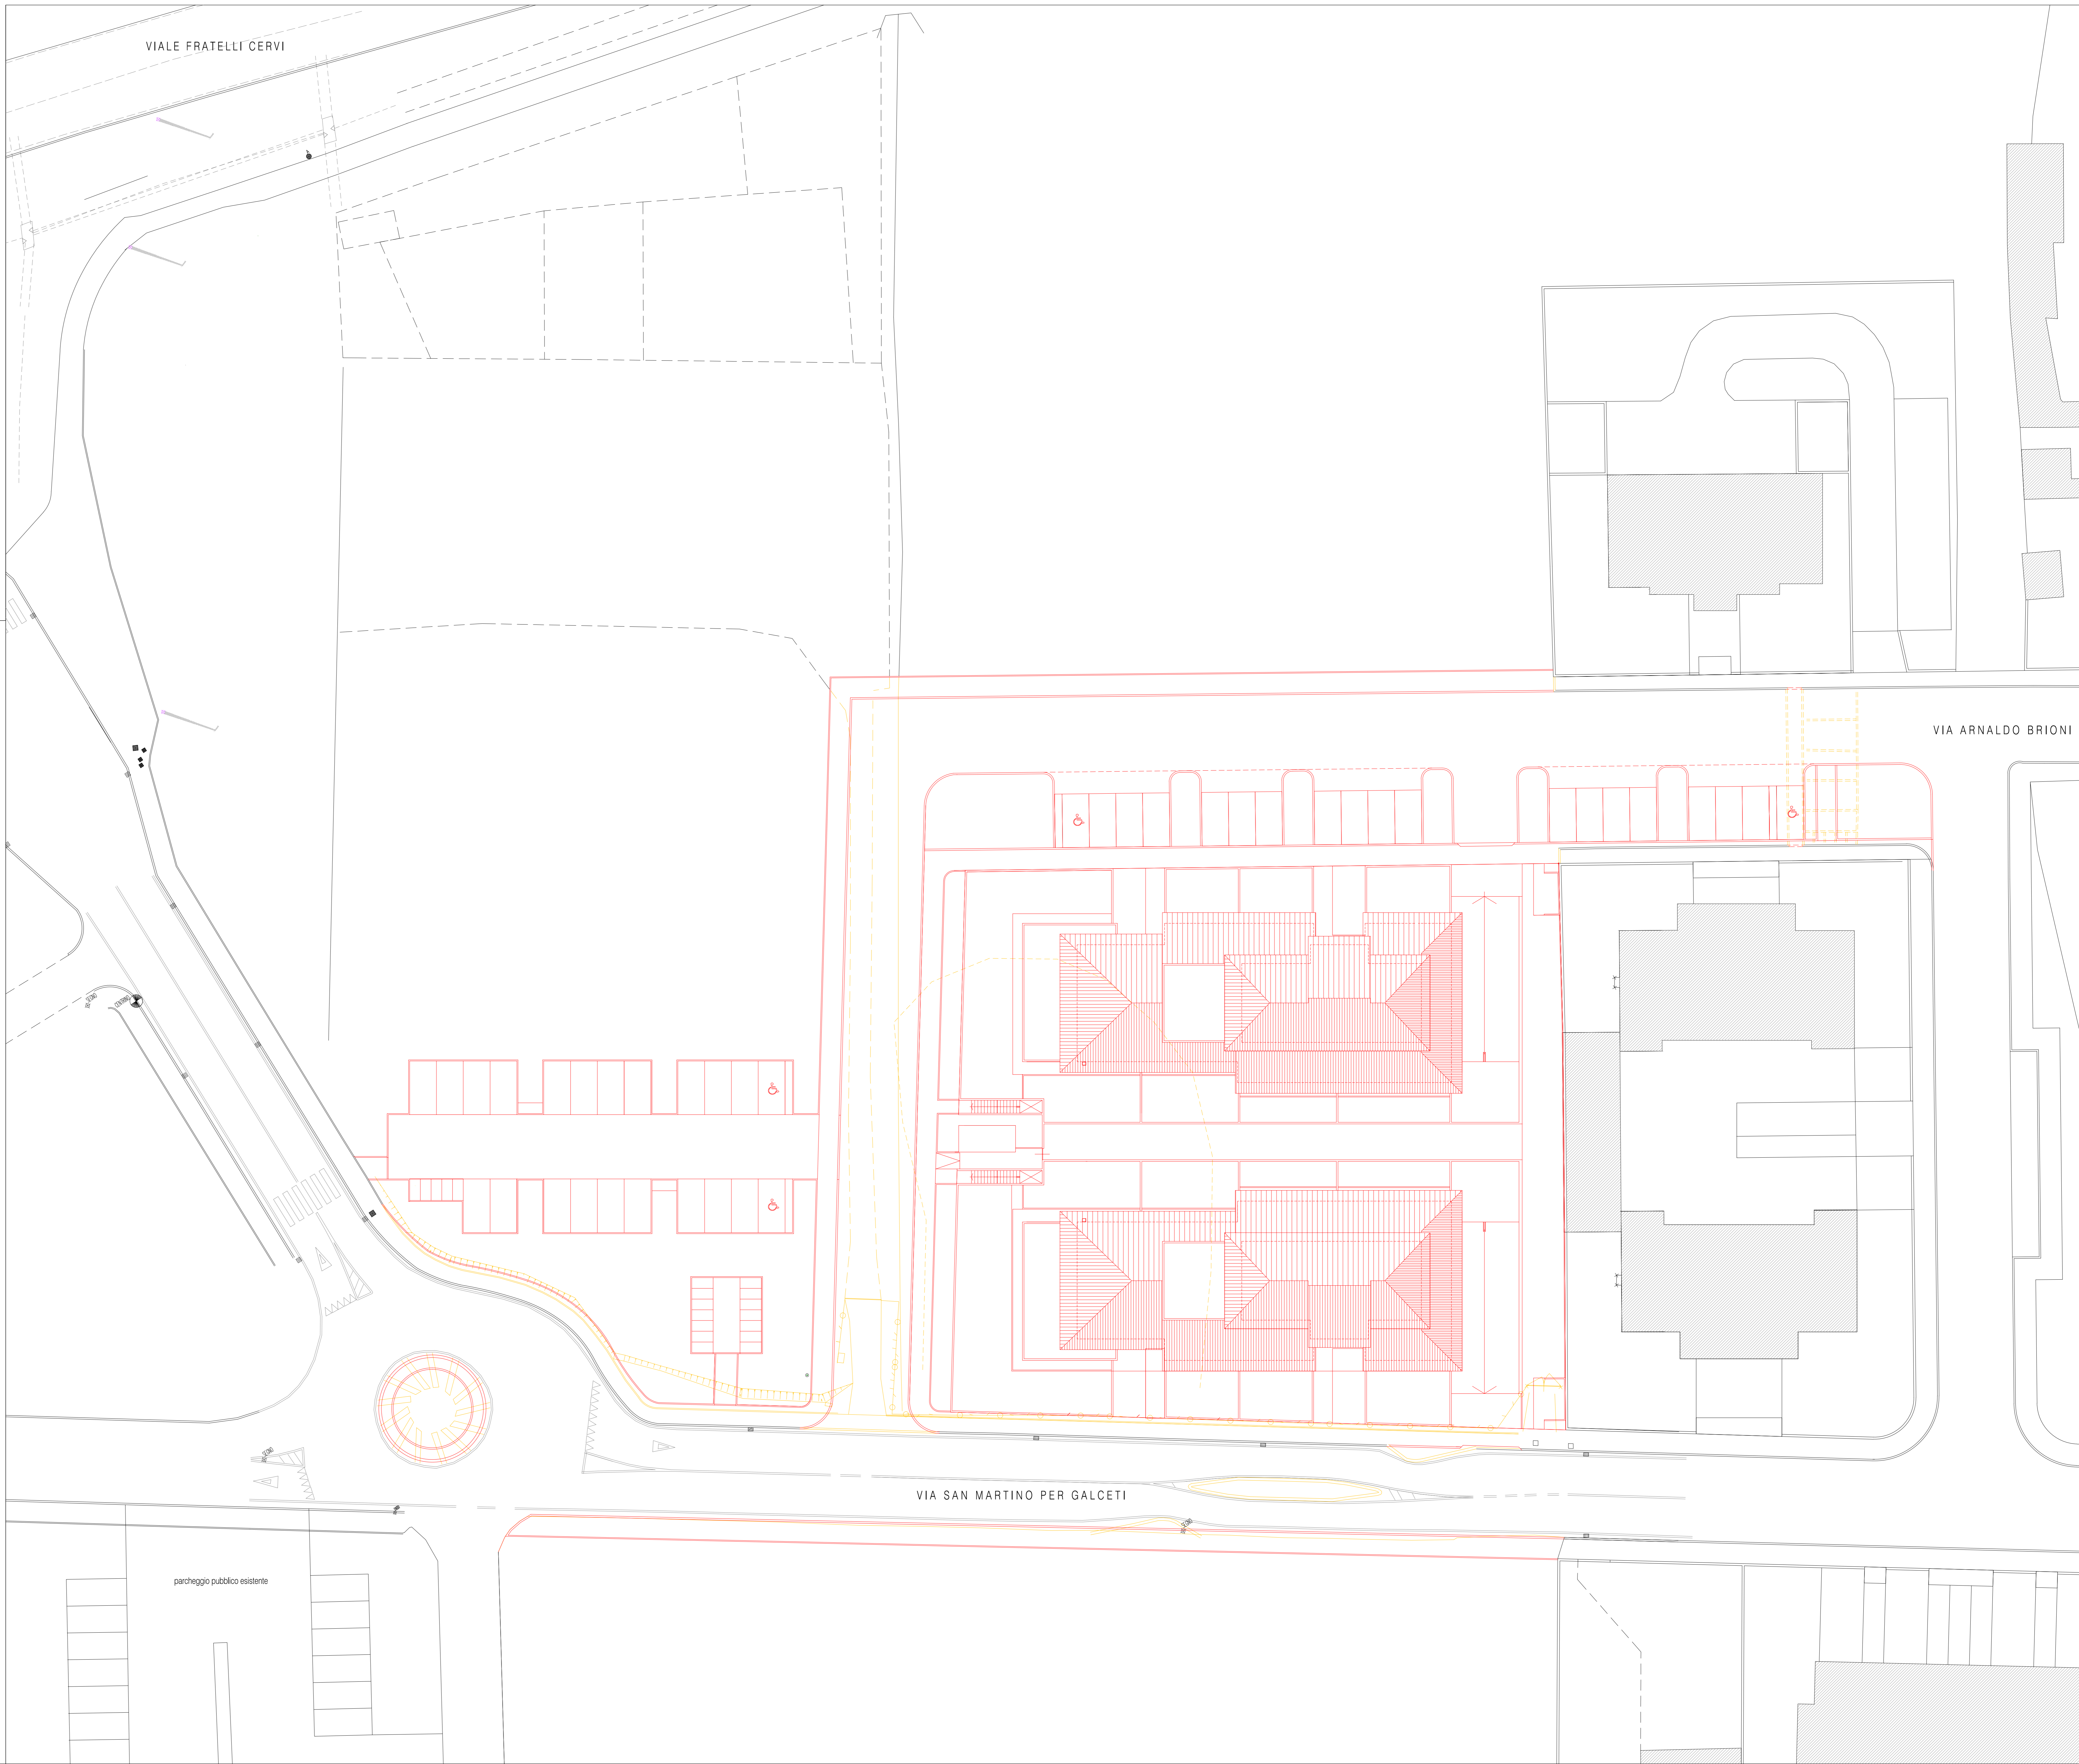 VIALE FRATELLI CERVI
VIA ARNALDO BRIONI
VIA SAN MARTINO PER GALCETI
parcheggio pubblico esistente